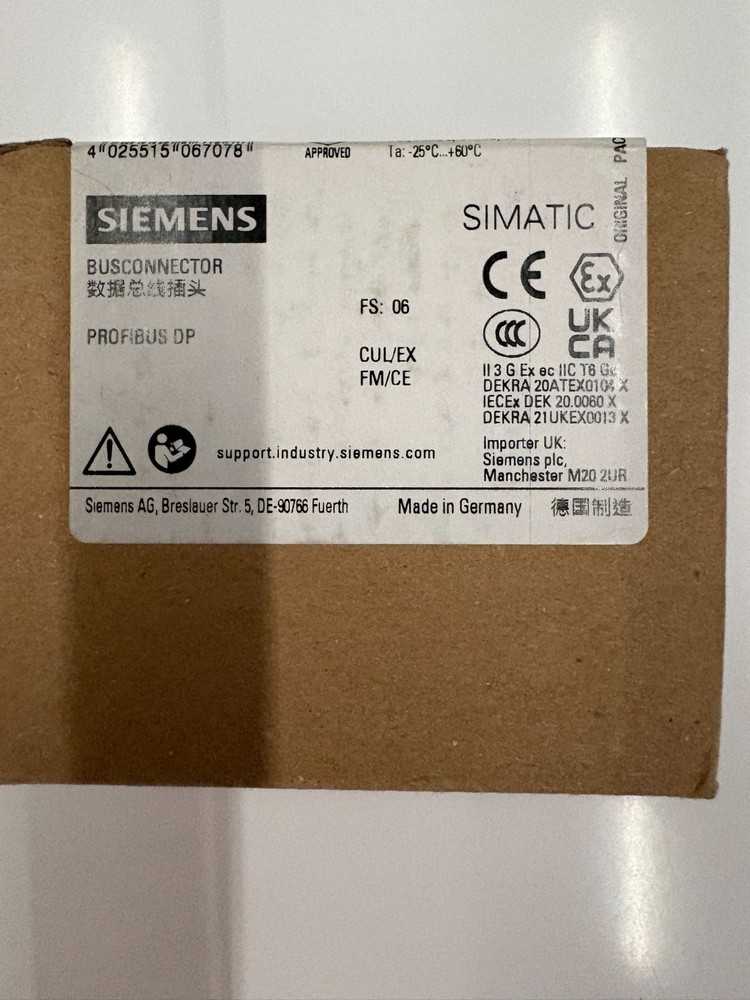 4"025515"067078"
APPROVED
Ta: -25°C...+60°C
ORIGINAL
SIEMENS
SIMATIC
BUSCONNECTOR
数据总线插头
PROFIBUS DP
FS: 06
CUL/EX
FM/CE
CE
Ex
CCC
UK
CA
II 3 G Ex ec IIC T6 Gc
DEKRA 20ATEX0104 X
IECEx DEK 20.0060 X
DEKRA 21UKEX0013 X
Importer UK:
Siemens plc,
Manchester M20 2UR
support.industry.siemens.com
Siemens AG, Breslauer Str. 5, DE-90766 Fuerth
Made in Germany
德国制造